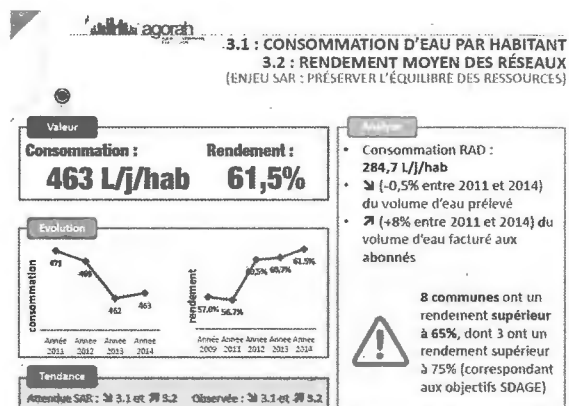 agorah
3.1 : CONSOMMATION D'EAU PAR HABITANT
3.2 : RENDEMENT MOYEN DES RÉSEAUX
(ENJEU SAR : PRÉSERVER L'ÉQUILIBRE DES RESSOURCES)
Valeur
Consommation : Rendement :
463 L/j/hab 61,5%
Evolution
consommation
471
462
463
Année Année Année Année
2011 2012 2013 2014
rendement
57.0%
56.7%
60,5%
60,7%
61.5%
Année Année Année Année Année
2009 2011 2012 2013 2014
Tendance
Attendue SAR : ↘ 3.1 et ↗ 3.2 Observée : ↘ 3.1 et ↗ 3.2
Analyse
• Consommation RAD :
284,7 L/j/hab
• ↘ (-0,5% entre 2011 et 2014)
du volume d'eau prélevé
• ↗ (+8% entre 2011 et 2014) du
volume d'eau facturé aux
abonnés
8 communes ont un
rendement supérieur
à 65%, dont 3 ont un
rendement supérieur
à 75% (correspondant
aux objectifs SDAGE)